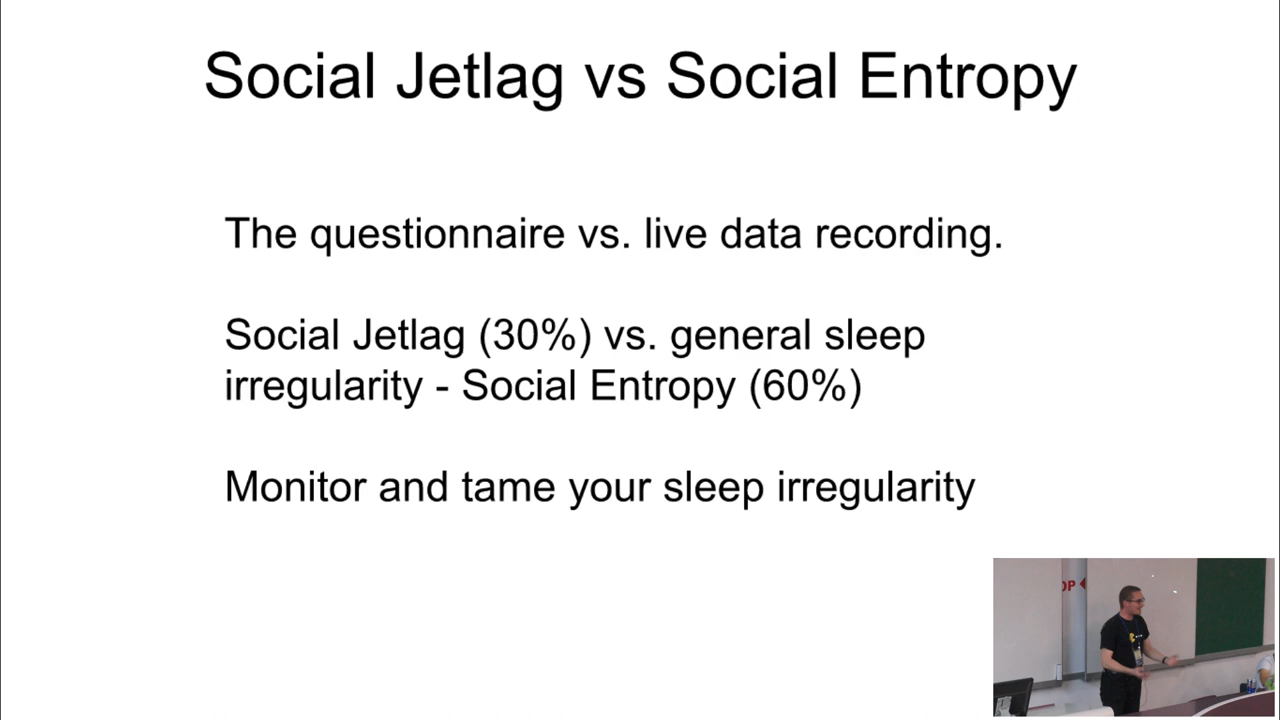 Social Jetlag vs Social Entropy
The questionnaire vs. live data recording.
Social Jetlag (30%) vs. general sleep
irregularity - Social Entropy (60%)
Monitor and tame your sleep irregularity
OP